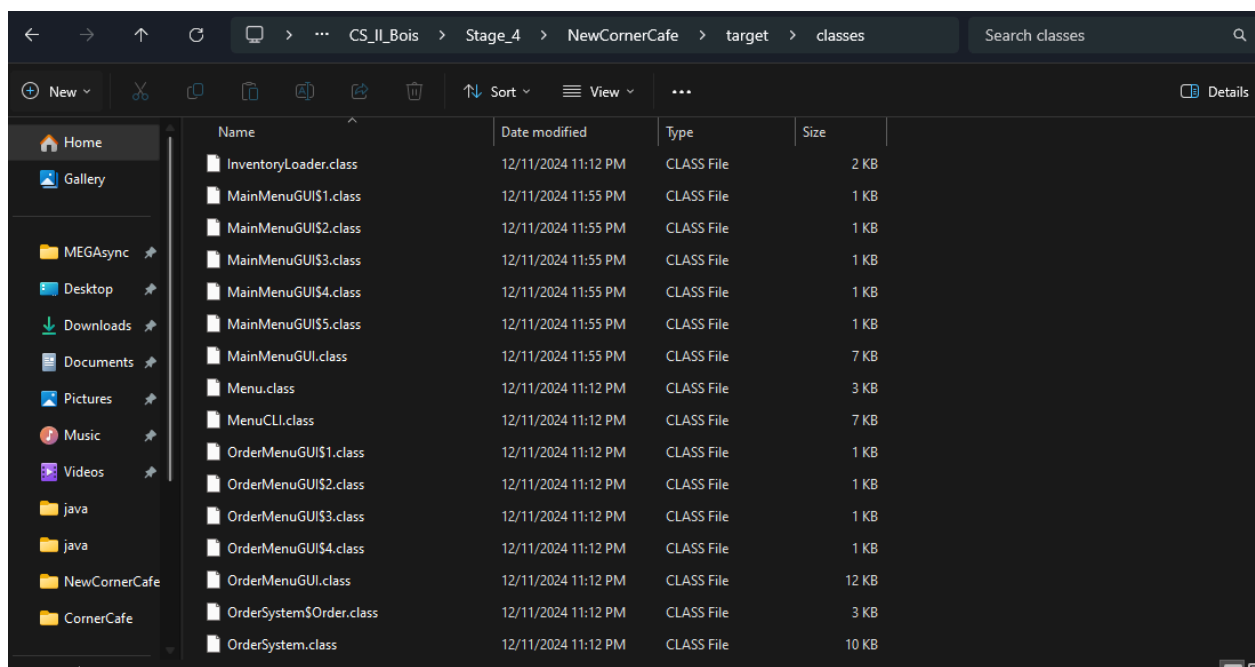 CS_II_Bois > Stage_4 > NewCornerCafe > target > classes
Search classes
New
Sort
View
Details
Name Date modified Type Size
Home
Gallery
MEGAsync
Desktop
Downloads
Documents
Pictures
Music
Videos
java
java
NewCornerCafe
CornerCafe
InventoryLoader.class 12/11/2024 11:12 PM CLASS File 2 KB
MainMenuGUI$1.class 12/11/2024 11:55 PM CLASS File 1 KB
MainMenuGUI$2.class 12/11/2024 11:55 PM CLASS File 1 KB
MainMenuGUI$3.class 12/11/2024 11:55 PM CLASS File 1 KB
MainMenuGUI$4.class 12/11/2024 11:55 PM CLASS File 1 KB
MainMenuGUI$5.class 12/11/2024 11:55 PM CLASS File 1 KB
MainMenuGUI.class 12/11/2024 11:55 PM CLASS File 7 KB
Menu.class 12/11/2024 11:12 PM CLASS File 3 KB
MenuCLI.class 12/11/2024 11:12 PM CLASS File 7 KB
OrderMenuGUI$1.class 12/11/2024 11:12 PM CLASS File 1 KB
OrderMenuGUI$2.class 12/11/2024 11:12 PM CLASS File 1 KB
OrderMenuGUI$3.class 12/11/2024 11:12 PM CLASS File 1 KB
OrderMenuGUI$4.class 12/11/2024 11:12 PM CLASS File 1 KB
OrderMenuGUI.class 12/11/2024 11:12 PM CLASS File 12 KB
OrderSystem$Order.class 12/11/2024 11:12 PM CLASS File 3 KB
OrderSystem.class 12/11/2024 11:12 PM CLASS File 10 KB